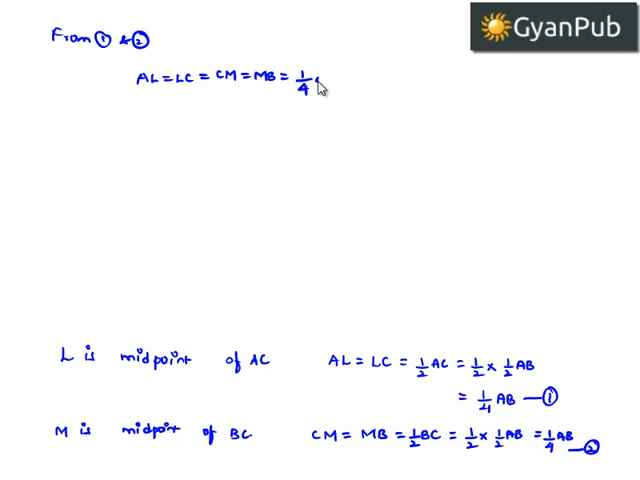 GyanPub
From ① & ②
AL = LC = CM = MB = 1/4
L is midpoint of AC AL = LC = 1/2 AC = 1/2 × 1/2 AB
= 1/4 AB — ①
M is midpoint of BC CM = MB = 1/2 BC = 1/2 × 1/2 AB = 1/4 AB — ②